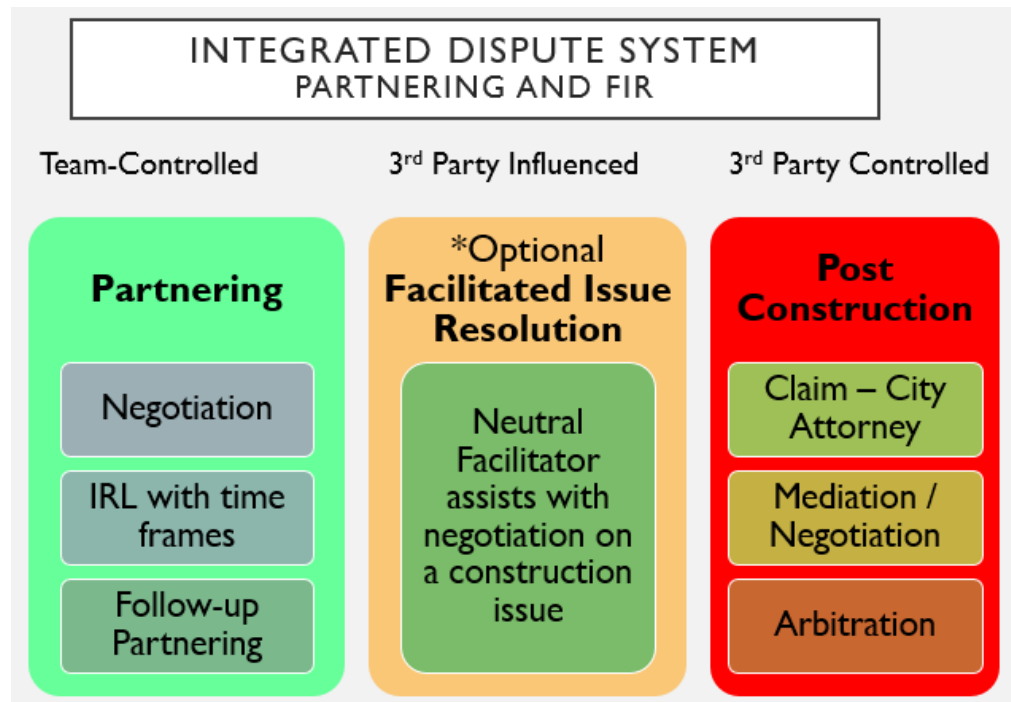 INTEGRATED DISPUTE SYSTEM
PARTNERING AND FIR
Team-Controlled
3rd Party Influenced
3rd Party Controlled
Partnering
Negotiation
IRL with time
frames
Follow-up
Partnering
*Optional
Facilitated Issue
Resolution
Neutral
Facilitator
assists with
negotiation on
a construction
issue
Post
Construction
Claim – City
Attorney
Mediation /
Negotiation
Arbitration